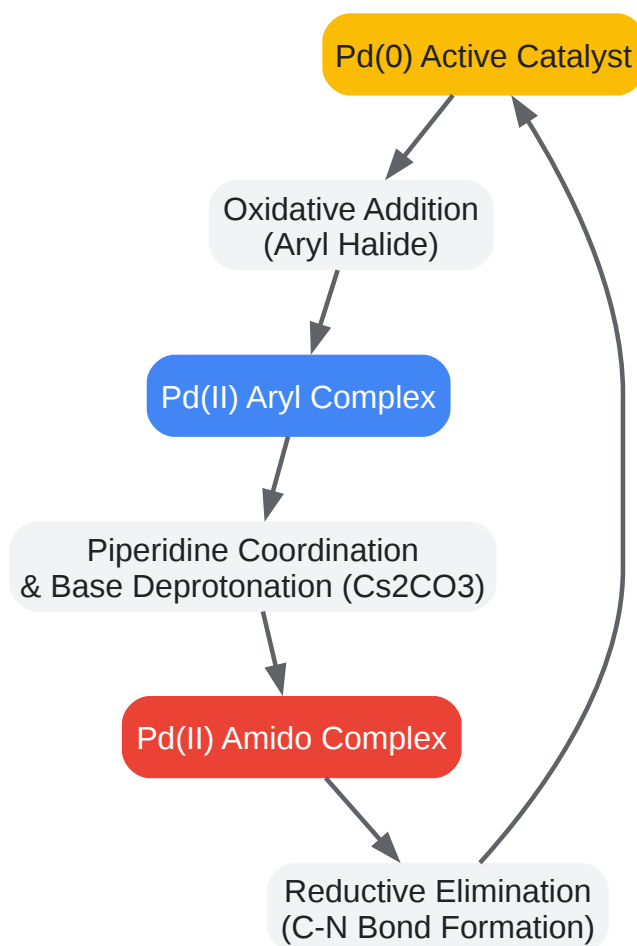 Pd(0) Active Catalyst
Oxidative Addition
(Aryl Halide)
Pd(II) Aryl Complex
Piperidine Coordination
& Base Deprotonation (Cs2CO3)
Pd(II) Amido Complex
Reductive Elimination
(C-N Bond Formation)